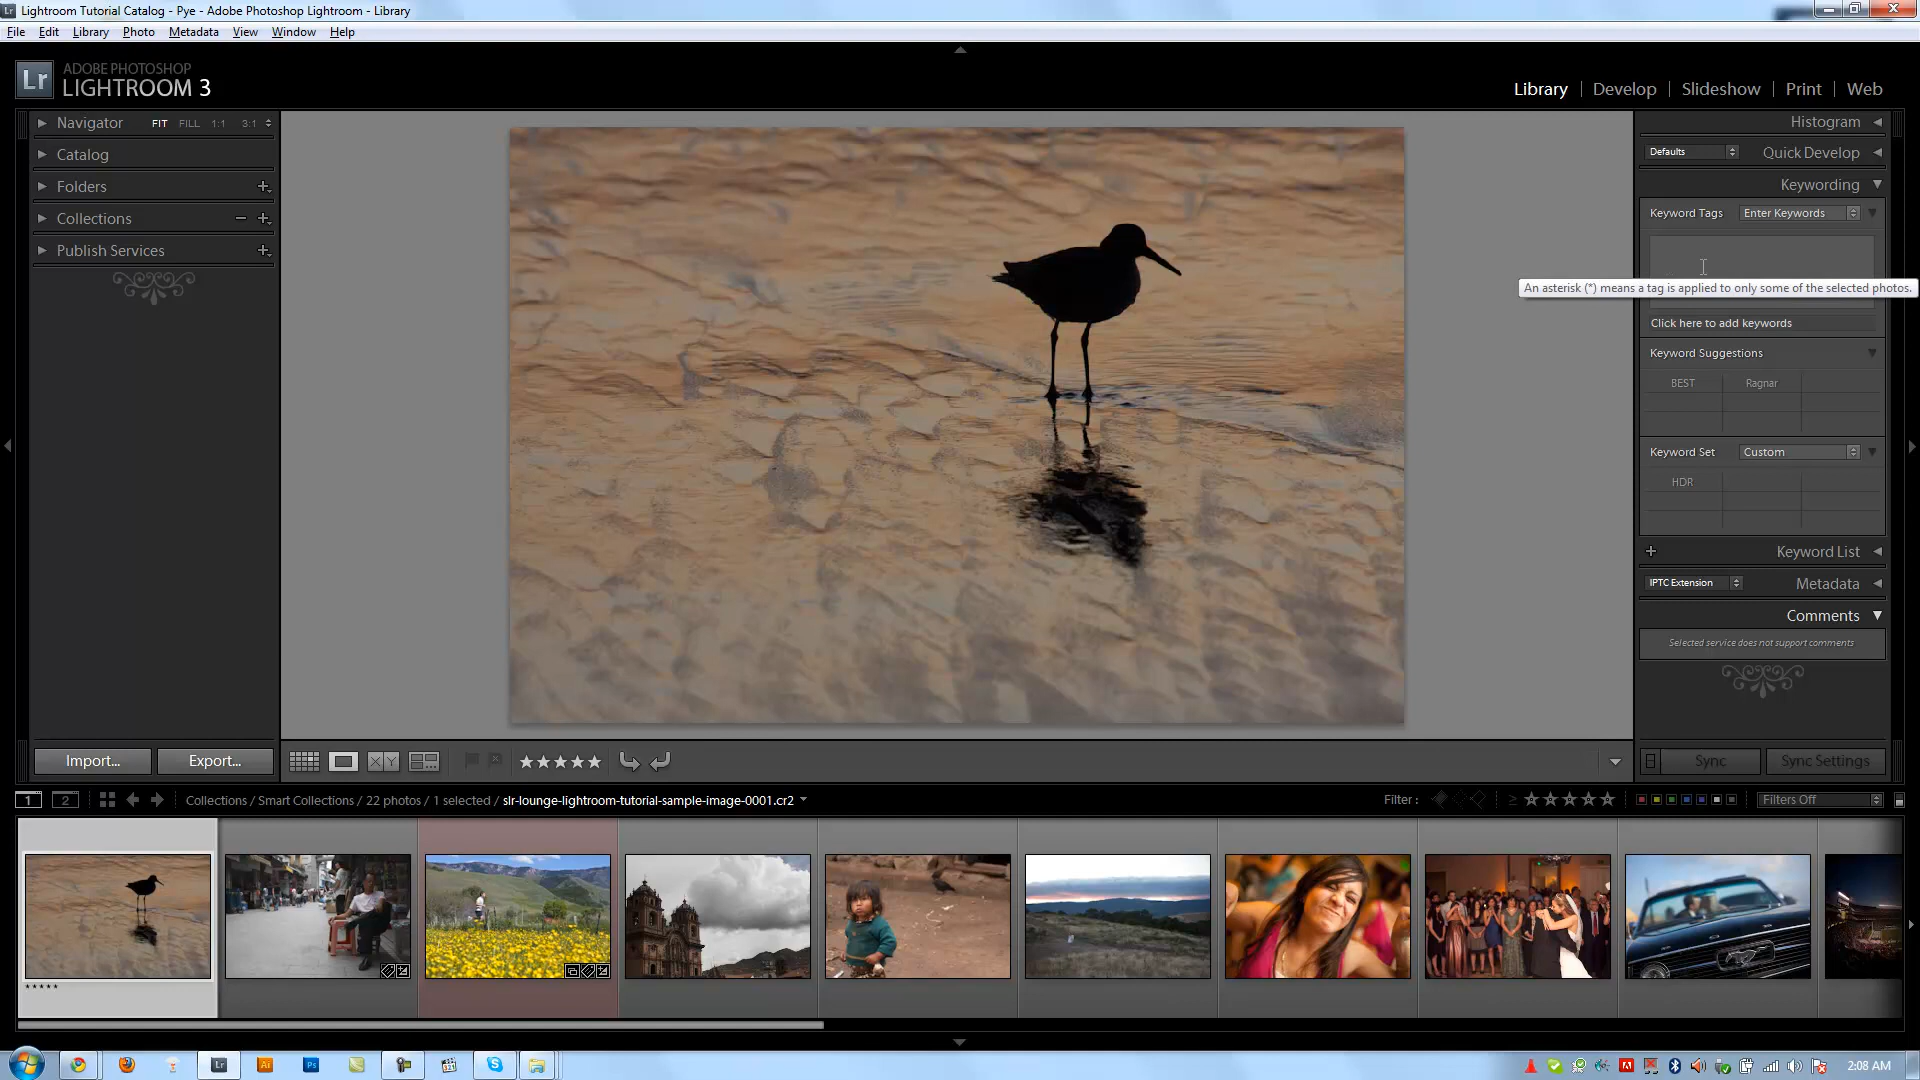 Lightroom Tutorial Catalog - Pye - Adobe Photoshop Lightroom - Library
File Edit Library Photo Metadata View Window Help
Lr ADOBE PHOTOSHOP LIGHTROOM 3
Library | Develop | Slideshow | Print | Web
Navigator FIT FILL 1:1 3:1
Catalog
Folders
Collections
Publish Services
Histogram
Defaults Quick Develop
Keywording
Keyword Tags Enter Keywords
An asterisk (*) means a tag is applied to only some of the selected photos.
Click here to add keywords
Keyword Suggestions
BEST Ragnar
Keyword Set Custom
HDR
Keyword List
IPTC Extension Metadata
Comments
Selected service does not support comments
Import... Export...
X Y
Sync Sync Settings
1 2 Collections / Smart Collections / 22 photos / 1 selected / slr-lounge-lightroom-tutorial-sample-image-0001.cr2
Filter : Filters Off
Lr Ai Ps
2:08 AM